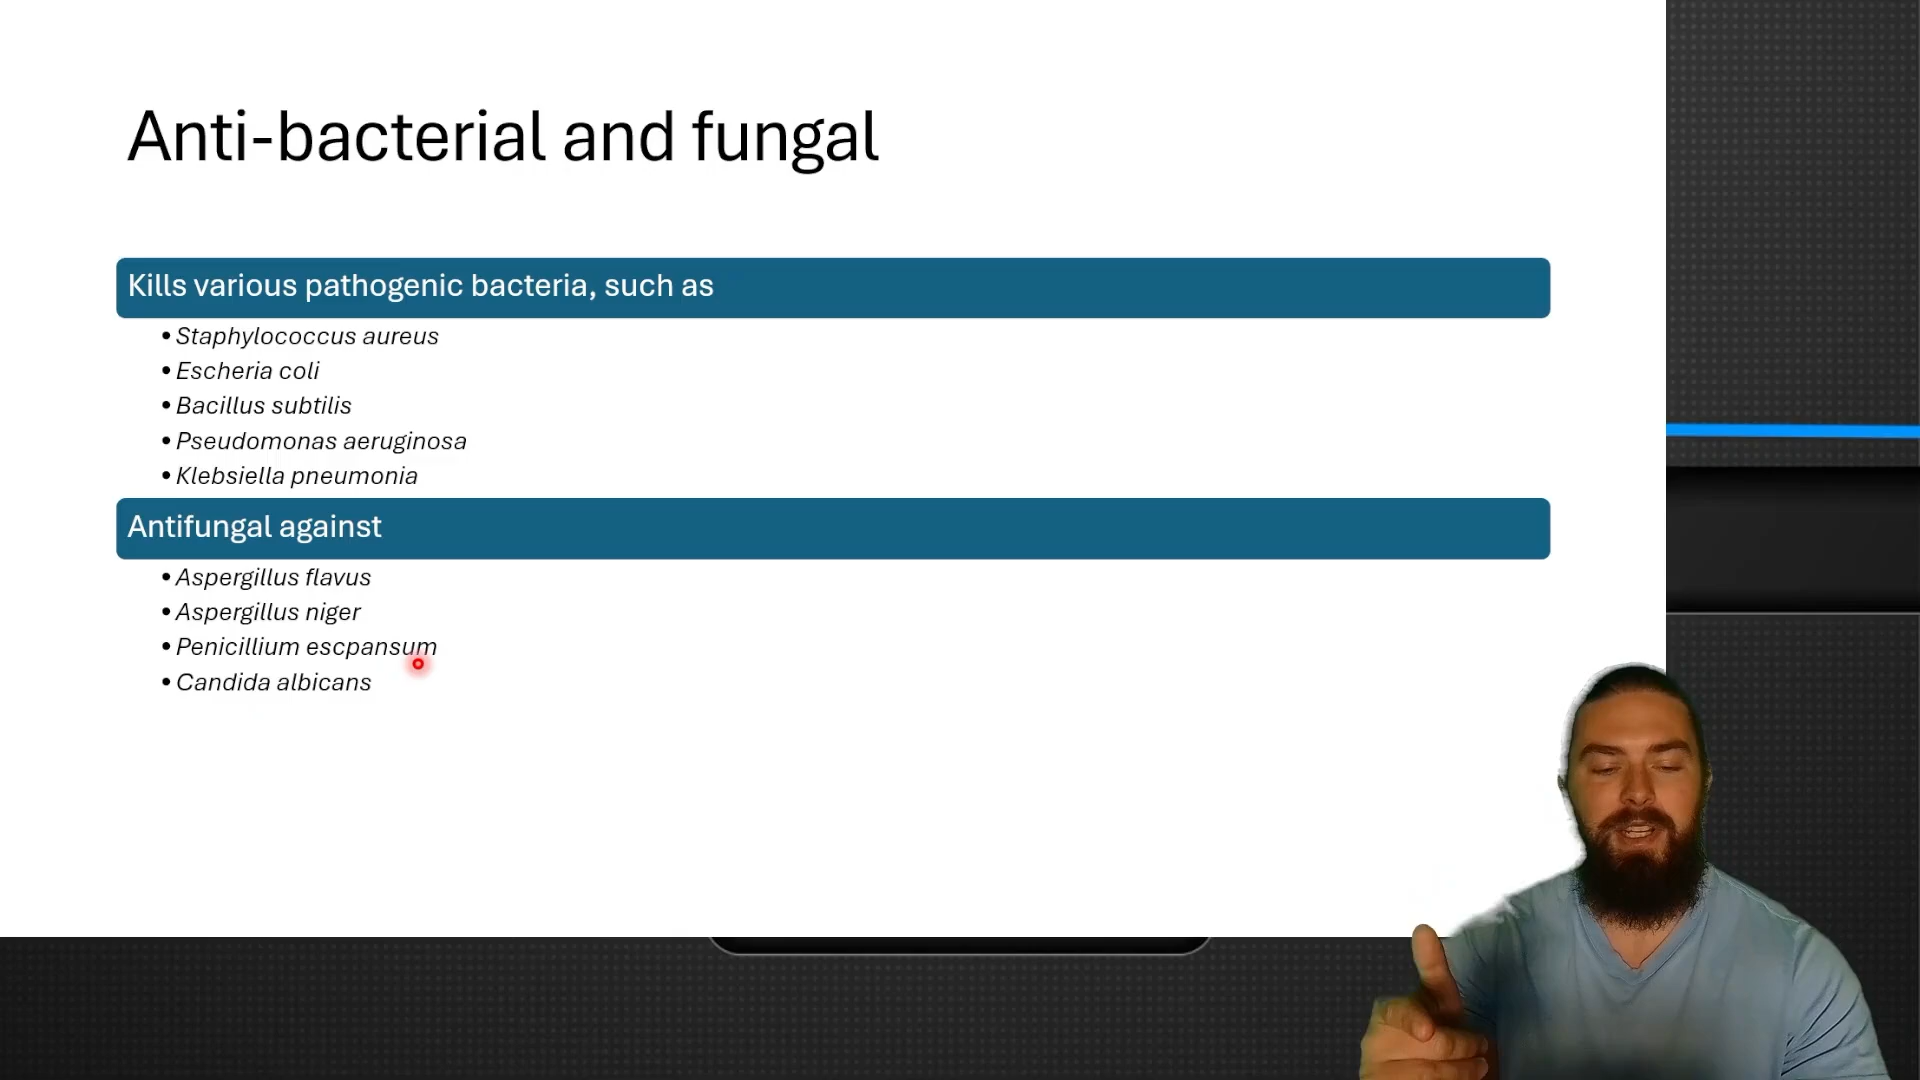 Anti-bacterial and fungal
Kills various pathogenic bacteria, such as
• Staphylococcus aureus
• Escheria coli
• Bacillus subtilis
• Pseudomonas aeruginosa
• Klebsiella pneumonia
Antifungal against
• Aspergillus flavus
• Aspergillus niger
• Penicillium escpansum
• Candida albicans